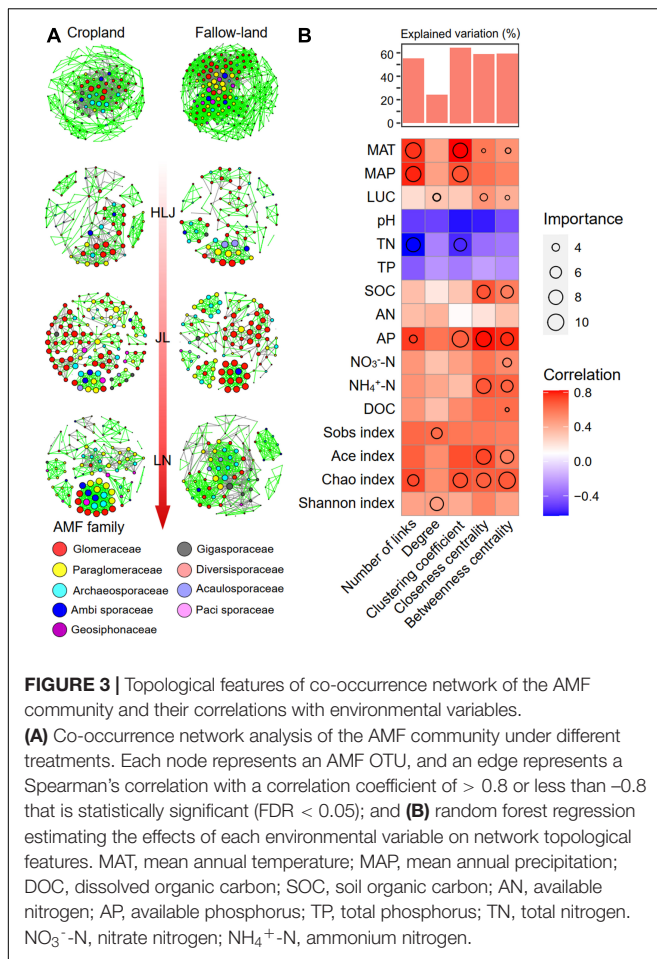 A
Cropland
Fallow-land
HLJ
JL
LN
AMF family
Glomeraceae
Paraglomeraceae
Archaeosporaceae
Ambi sporaceae
Geosiphonaceae
Gigasporaceae
Diversisporaceae
Acaulosporaceae
Paci sporaceae
B
Explained variation (%)
60
40
20
0
MAT
MAP
LUC
pH
TN
TP
SOC
AN
AP
NO₃⁻-N
NH₄⁺-N
DOC
Sobs index
Ace index
Chao index
Shannon index
Number of links
Degree
Clustering coefficient
Closeness centrality
Betweenness centrality
Importance
4
6
8
10
Correlation
0.8
0.4
0.0
−0.4
FIGURE 3 | Topological features of co-occurrence network of the AMF
community and their correlations with environmental variables.
(A) Co-occurrence network analysis of the AMF community under different
treatments. Each node represents an AMF OTU, and an edge represents a
Spearman's correlation with a correlation coefficient of > 0.8 or less than –0.8
that is statistically significant (FDR < 0.05); and (B) random forest regression
estimating the effects of each environmental variable on network topological
features. MAT, mean annual temperature; MAP, mean annual precipitation;
DOC, dissolved organic carbon; SOC, soil organic carbon; AN, available
nitrogen; AP, available phosphorus; TP, total phosphorus; TN, total nitrogen.
NO₃⁻-N, nitrate nitrogen; NH₄⁺-N, ammonium nitrogen.